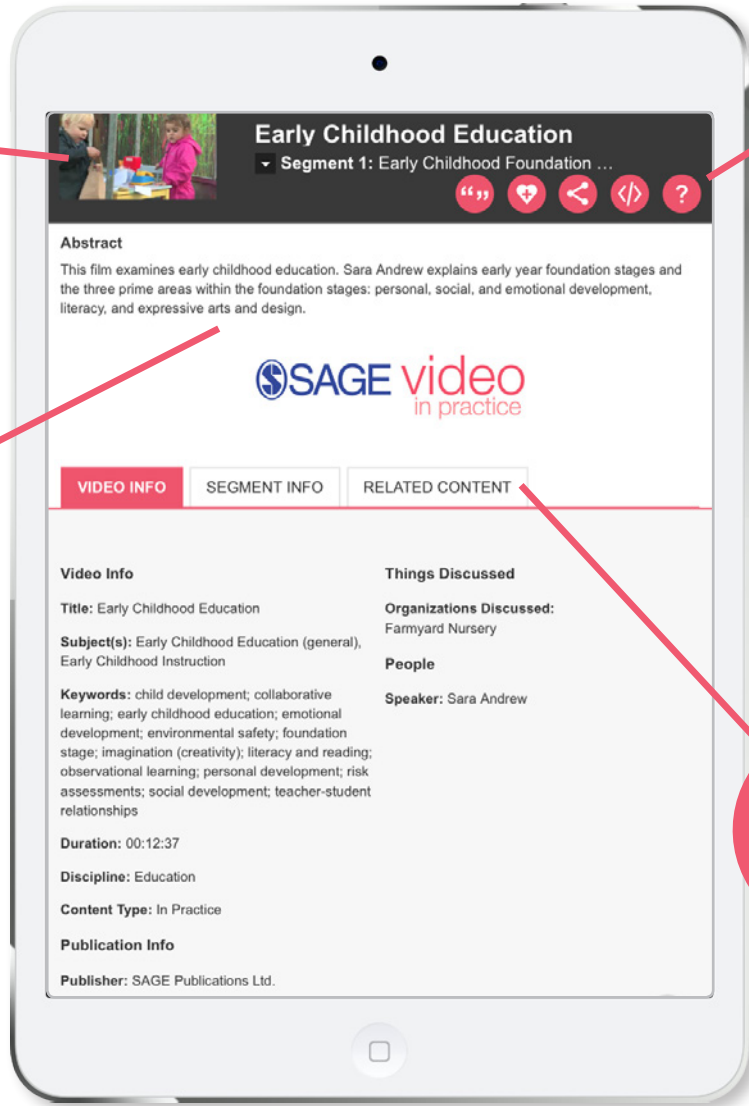 Early Childhood Education
Segment 1: Early Childhood Foundation ...
Abstract
This film examines early childhood education. Sara Andrew explains early year foundation stages and
the three prime areas within the foundation stages: personal, social, and emotional development,
literacy, and expressive arts and design.
SAGE video
in practice
VIDEO INFO
SEGMENT INFO
RELATED CONTENT
Video Info
Title: Early Childhood Education
Subject(s): Early Childhood Education (general),
Early Childhood Instruction
Keywords: child development; collaborative
learning; early childhood education; emotional
development; environmental safety; foundation
stage; imagination (creativity); literacy and reading;
observational learning; personal development; risk
assessments; social development; teacher-student
relationships
Duration: 00:12:37
Discipline: Education
Content Type: In Practice
Publication Info
Publisher: SAGE Publications Ltd.
Things Discussed
Organizations Discussed:
Farmyard Nursery
People
Speaker: Sara Andrew